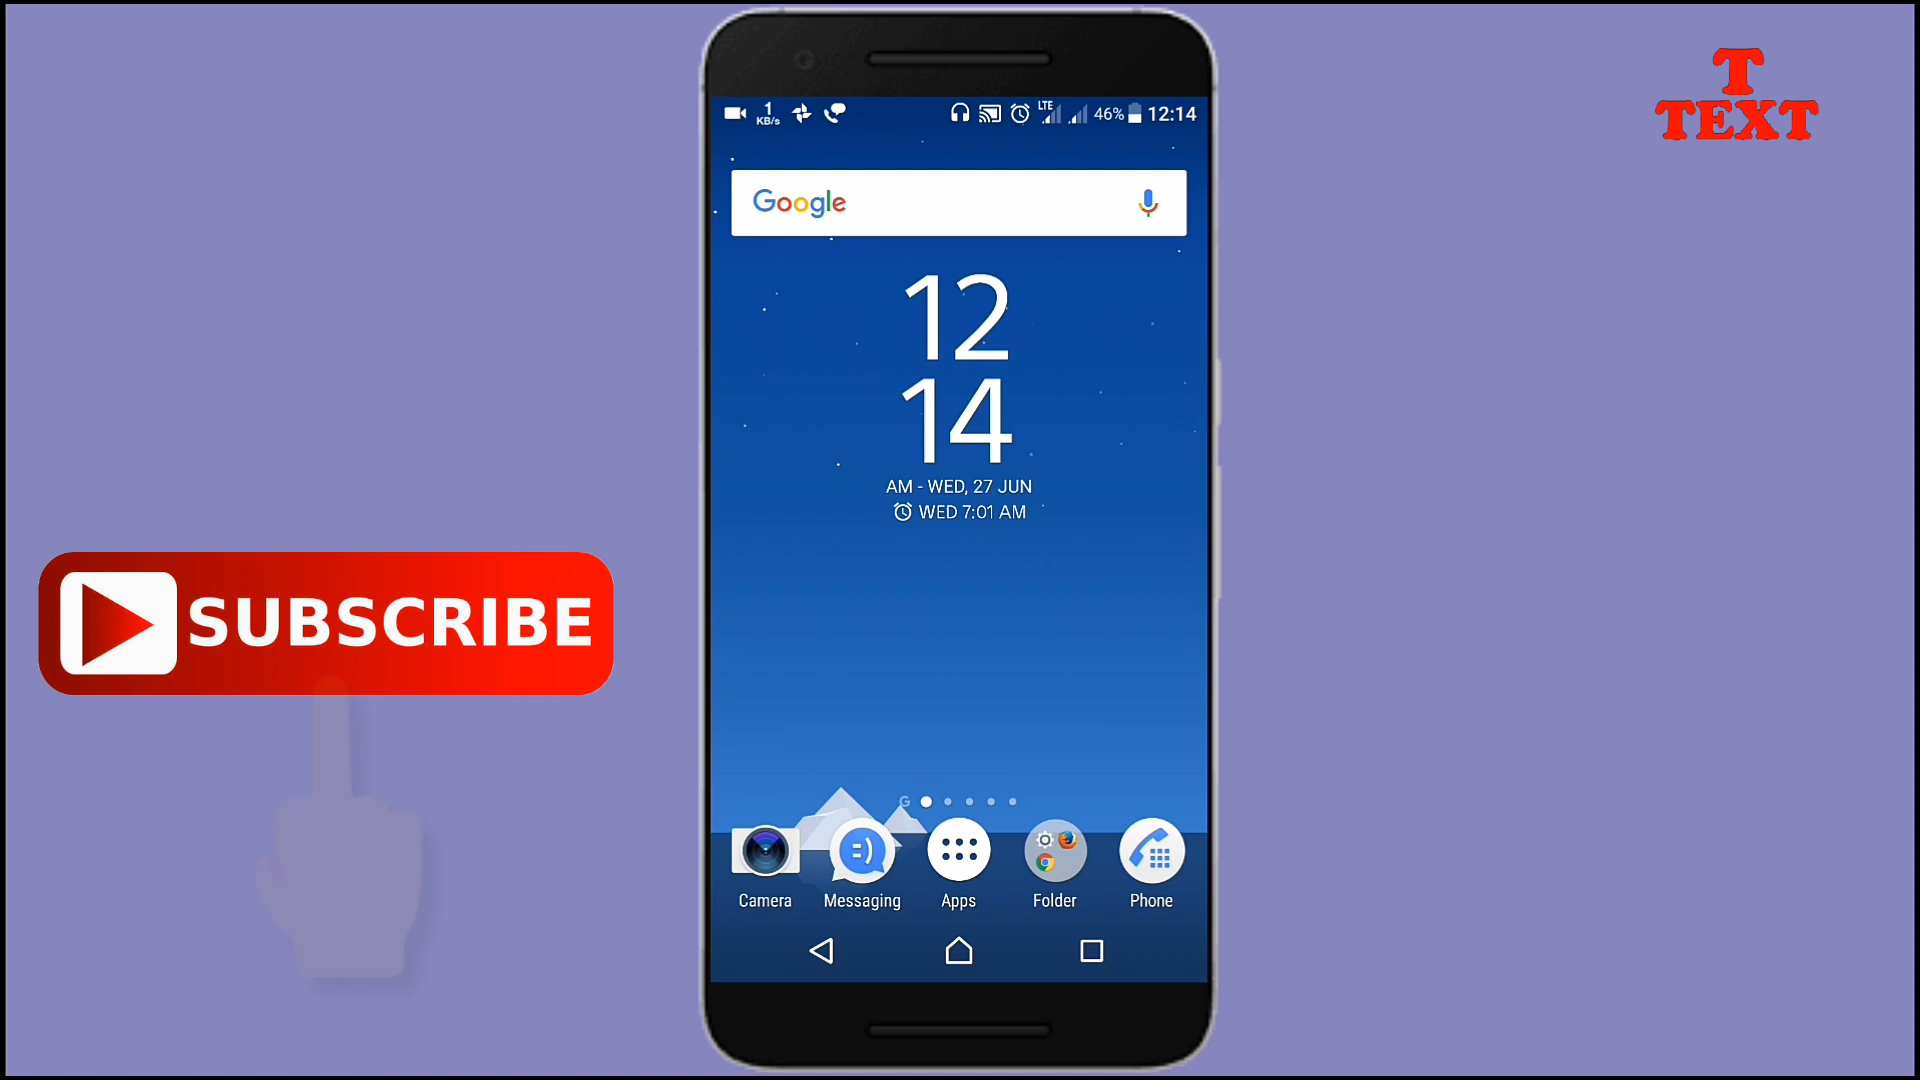 T
TEXT
1
KB/s
LTE
46%
12:14
Google
12
14
AM - WED, 27 JUN
WED 7:01 AM
SUBSCRIBE
G
Camera Messaging Apps Folder Phone